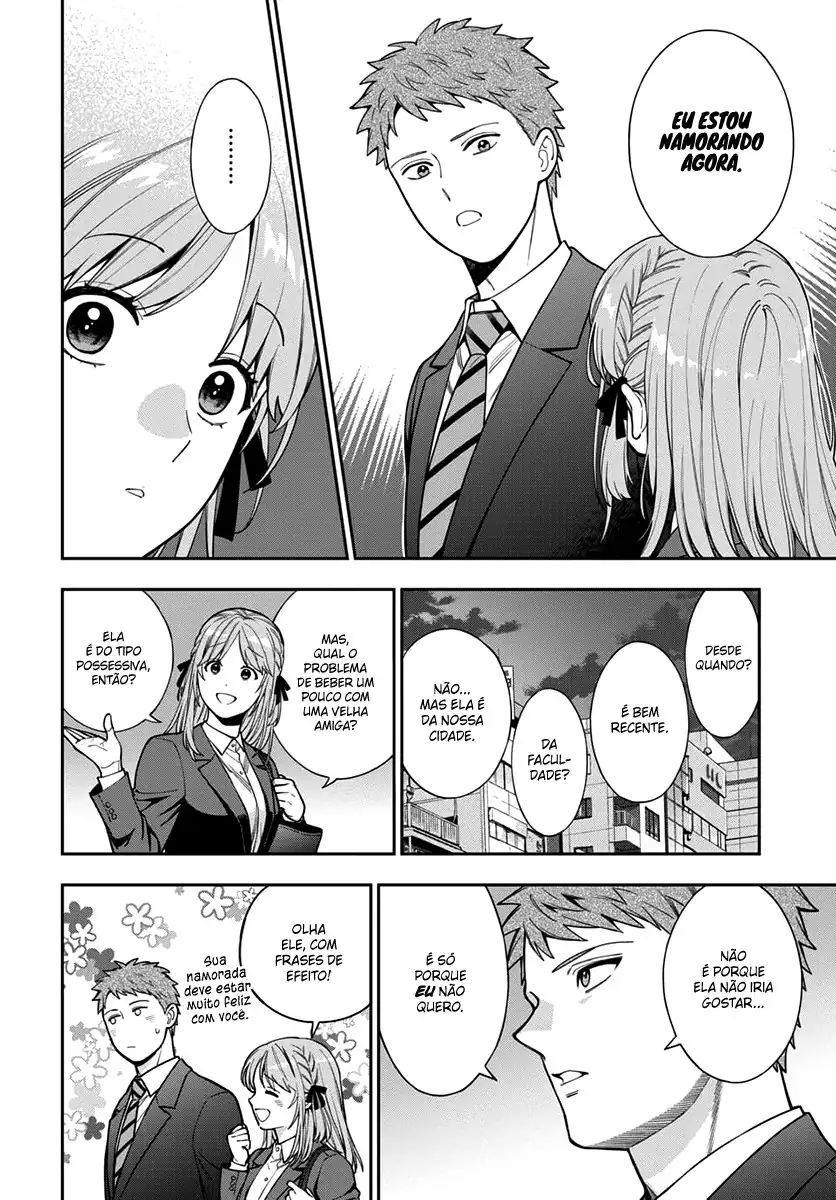 EU ESTOU
NAMORANDO
AGORA.
........
DESDE
QUANDO?
É BEM
RECENTE.
DA
FACUL-
DADE?
NÃO...
MAS ELA É
DA NOSSA
CIDADE.
MAS,
QUAL O
PROBLEMA
DE BEBER UM
POUCO COM
UMA VELHA
AMIGA?
ELA
É DO TIPO
POSSESSIVA,
ENTÃO?
NÃO
É PORQUE
ELA NÃO IRIA
GOSTAR...
É SÓ
PORQUE
EU NÃO
QUERO.
OLHA
ELE, COM
FRASES DE
EFEITO!
Sua
namorada
deve estar
muito feliz
com você.